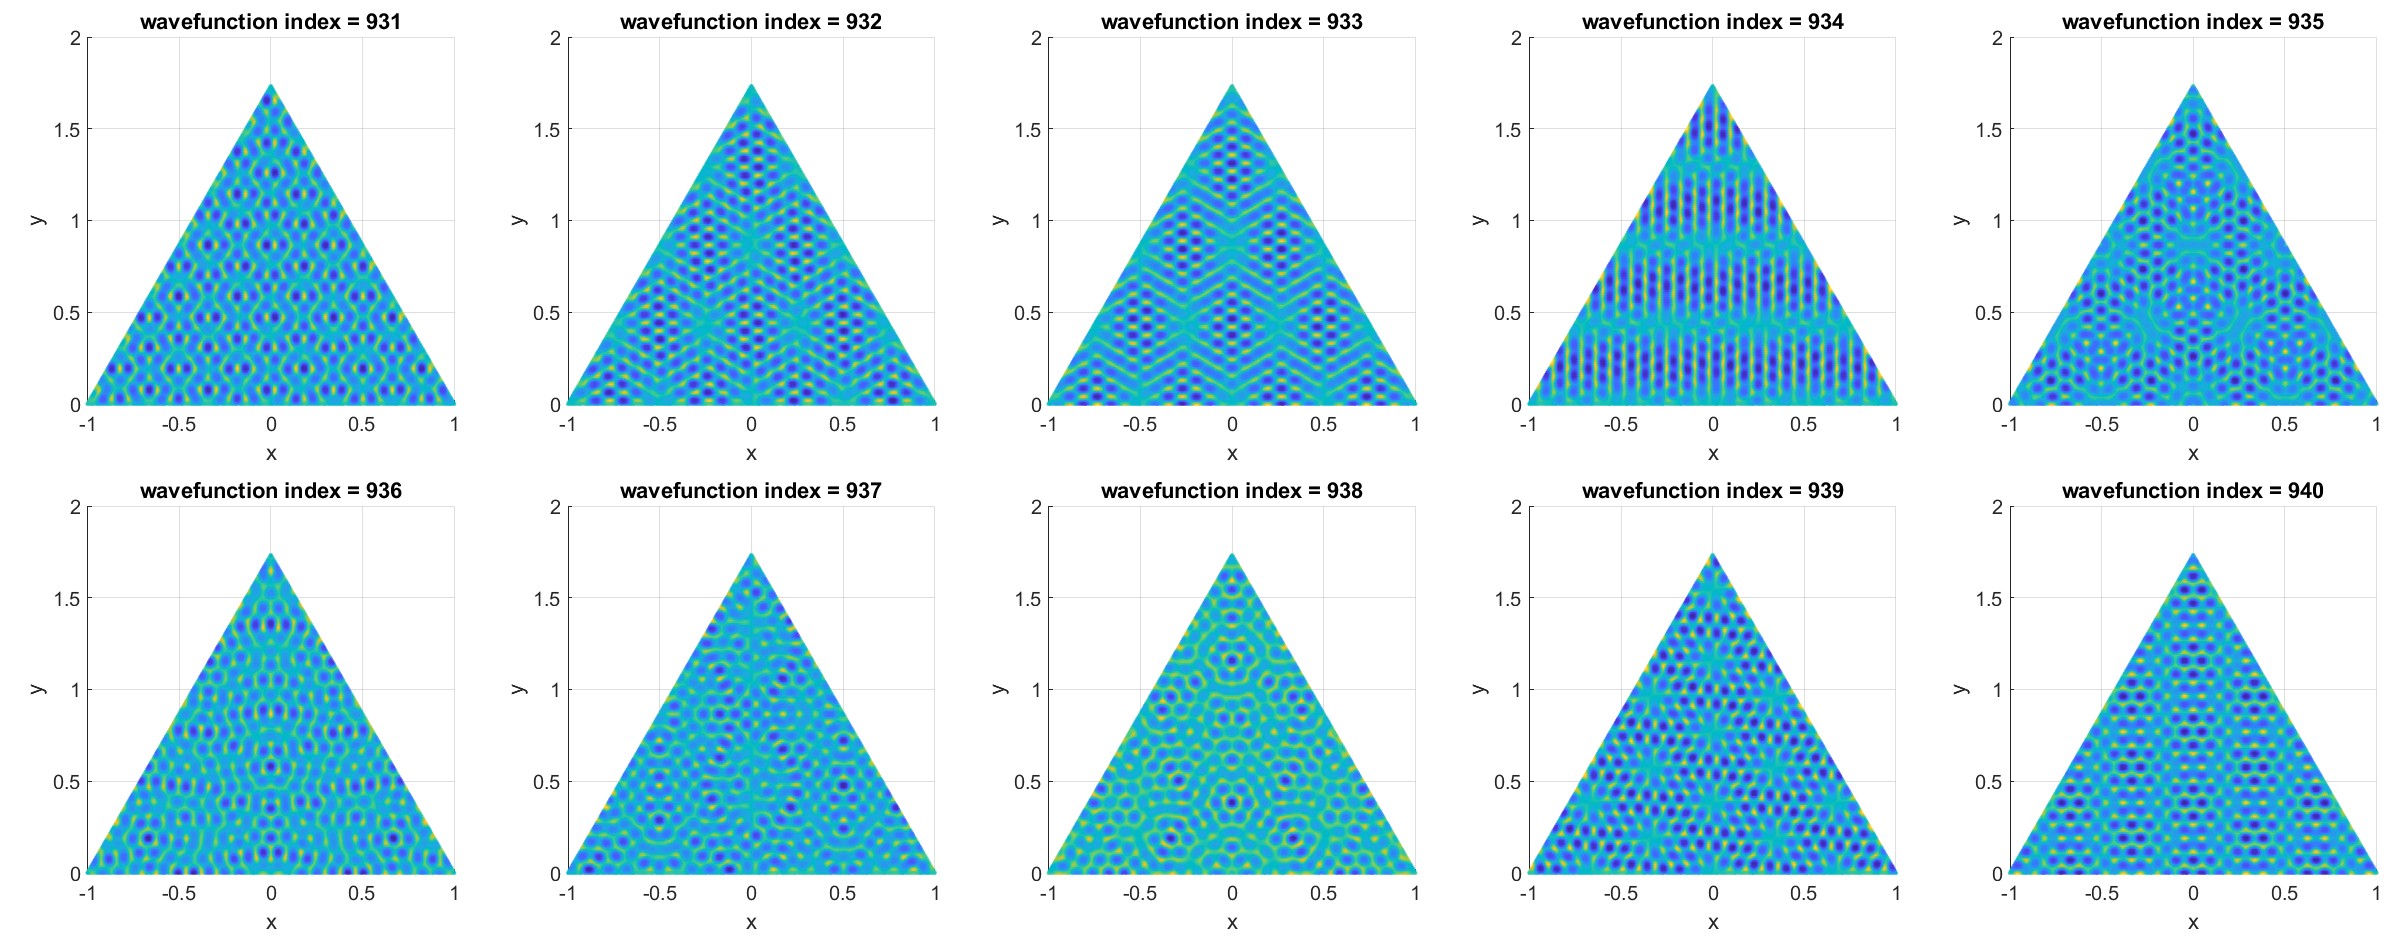 wavefunction index = 931
2
1.5
1
0.5
0
y
-1 -0.5 0 0.5 1
x
wavefunction index = 932
2
1.5
1
0.5
0
y
-1 -0.5 0 0.5 1
x
wavefunction index = 933
2
1.5
1
0.5
0
y
-1 -0.5 0 0.5 1
x
wavefunction index = 934
2
1.5
1
0.5
0
y
-1 -0.5 0 0.5 1
x
wavefunction index = 935
2
1.5
1
0.5
0
y
-1 -0.5 0 0.5 1
x
wavefunction index = 936
2
1.5
1
0.5
0
y
-1 -0.5 0 0.5 1
x
wavefunction index = 937
2
1.5
1
0.5
0
y
-1 -0.5 0 0.5 1
x
wavefunction index = 938
2
1.5
1
0.5
0
y
-1 -0.5 0 0.5 1
x
wavefunction index = 939
2
1.5
1
0.5
0
y
-1 -0.5 0 0.5 1
x
wavefunction index = 940
2
1.5
1
0.5
0
y
-1 -0.5 0 0.5 1
x